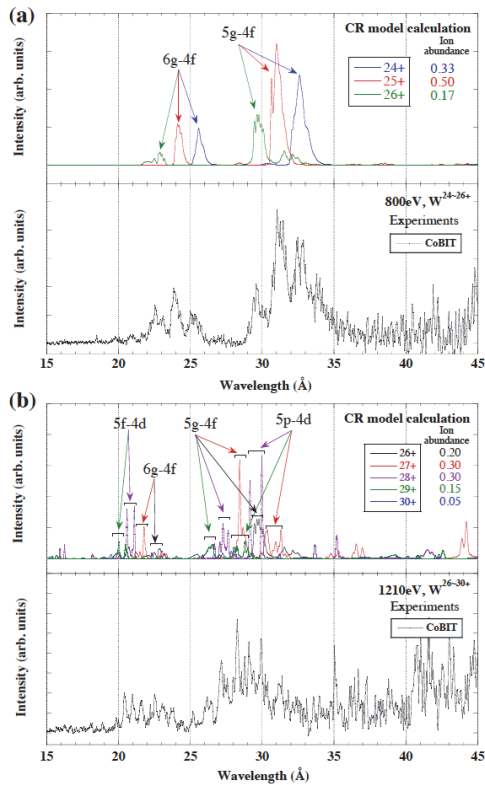 (a)
5g-4f
6g-4f
CR model calculation
Ion abundance
24+ 0.33
25+ 0.50
26+ 0.17
Intensity (arb. units)
800eV, W24~26+
Experiments
CoBIT
Intensity (arb. units)
15 20 25 30 35 40 45
Wavelength (Å)
(b)
5f-4d
6g-4f
5g-4f
5p-4d
CR model calculation
Ion abundance
26+ 0.20
27+ 0.30
28+ 0.30
29+ 0.15
30+ 0.05
Intensity (arb. units)
1210eV, W26~30+
Experiments
CoBIT
Intensity (arb. units)
15 20 25 30 35 40 45
Wavelength (Å)